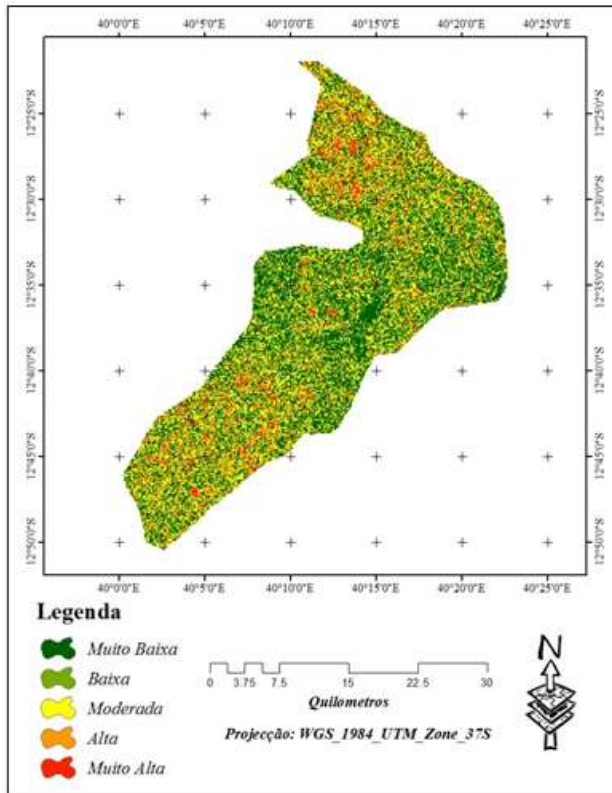 40°0'0"E 40°5'0"E 40°10'0"E 40°15'0"E 40°20'0"E 40°25'0"E
12°25'0"S 12°25'0"S
12°30'0"S 12°30'0"S
12°35'0"S 12°35'0"S
12°40'0"S 12°40'0"S
12°45'0"S 12°45'0"S
12°50'0"S 12°50'0"S
40°0'0"E 40°5'0"E 40°10'0"E 40°15'0"E 40°20'0"E 40°25'0"E
Legenda
Muito Baixa
Baixa
Moderada
Alta
Muito Alta
0 3.75 7.5 15 22.5 30
Quilometros
Projecção: WGS_1984_UTM_Zone_37S
N